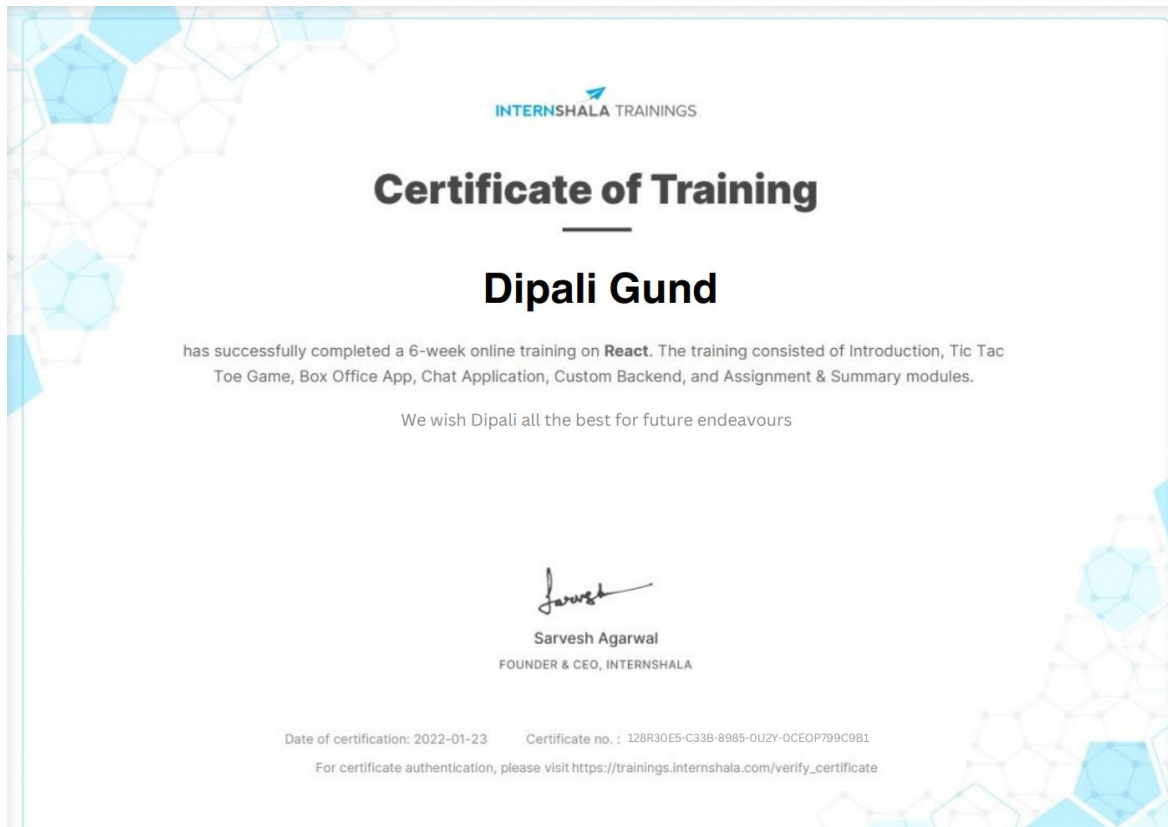 INTERNSHALA TRAININGS
Certificate of Training
Dipali Gund
has successfully completed a 6-week online training on React. The training consisted of Introduction, Tic Tac
Toe Game, Box Office App, Chat Application, Custom Backend, and Assignment & Summary modules.
We wish Dipali all the best for future endeavours
Sarvesh
Sarvesh Agarwal
FOUNDER & CEO, INTERNSHALA
Date of certification: 2022-01-23 Certificate no. : 128R30E5-C33B-8985-0U2Y-0CEOP799C9B1
For certificate authentication, please visit https://trainings.internshala.com/verify_certificate